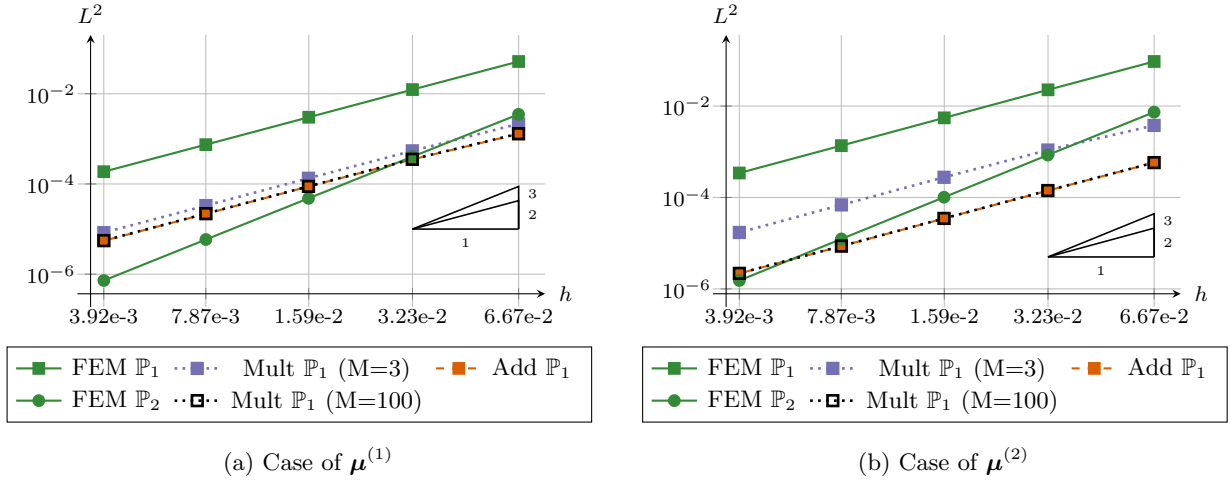 L²
10⁻²
10⁻⁴
10⁻⁶
3
2
1
h
3.92e-3 7.87e-3 1.59e-2 3.23e-2 6.67e-2
FEM ℙ₁ Mult ℙ₁ (M=3) Add ℙ₁
FEM ℙ₂ Mult ℙ₁ (M=100)
(a) Case of 𝝁⁽¹⁾
L²
10⁻²
10⁻⁴
10⁻⁶
3
2
1
h
3.92e-3 7.87e-3 1.59e-2 3.23e-2 6.67e-2
FEM ℙ₁ Mult ℙ₁ (M=3) Add ℙ₁
FEM ℙ₂ Mult ℙ₁ (M=100)
(b) Case of 𝝁⁽²⁾